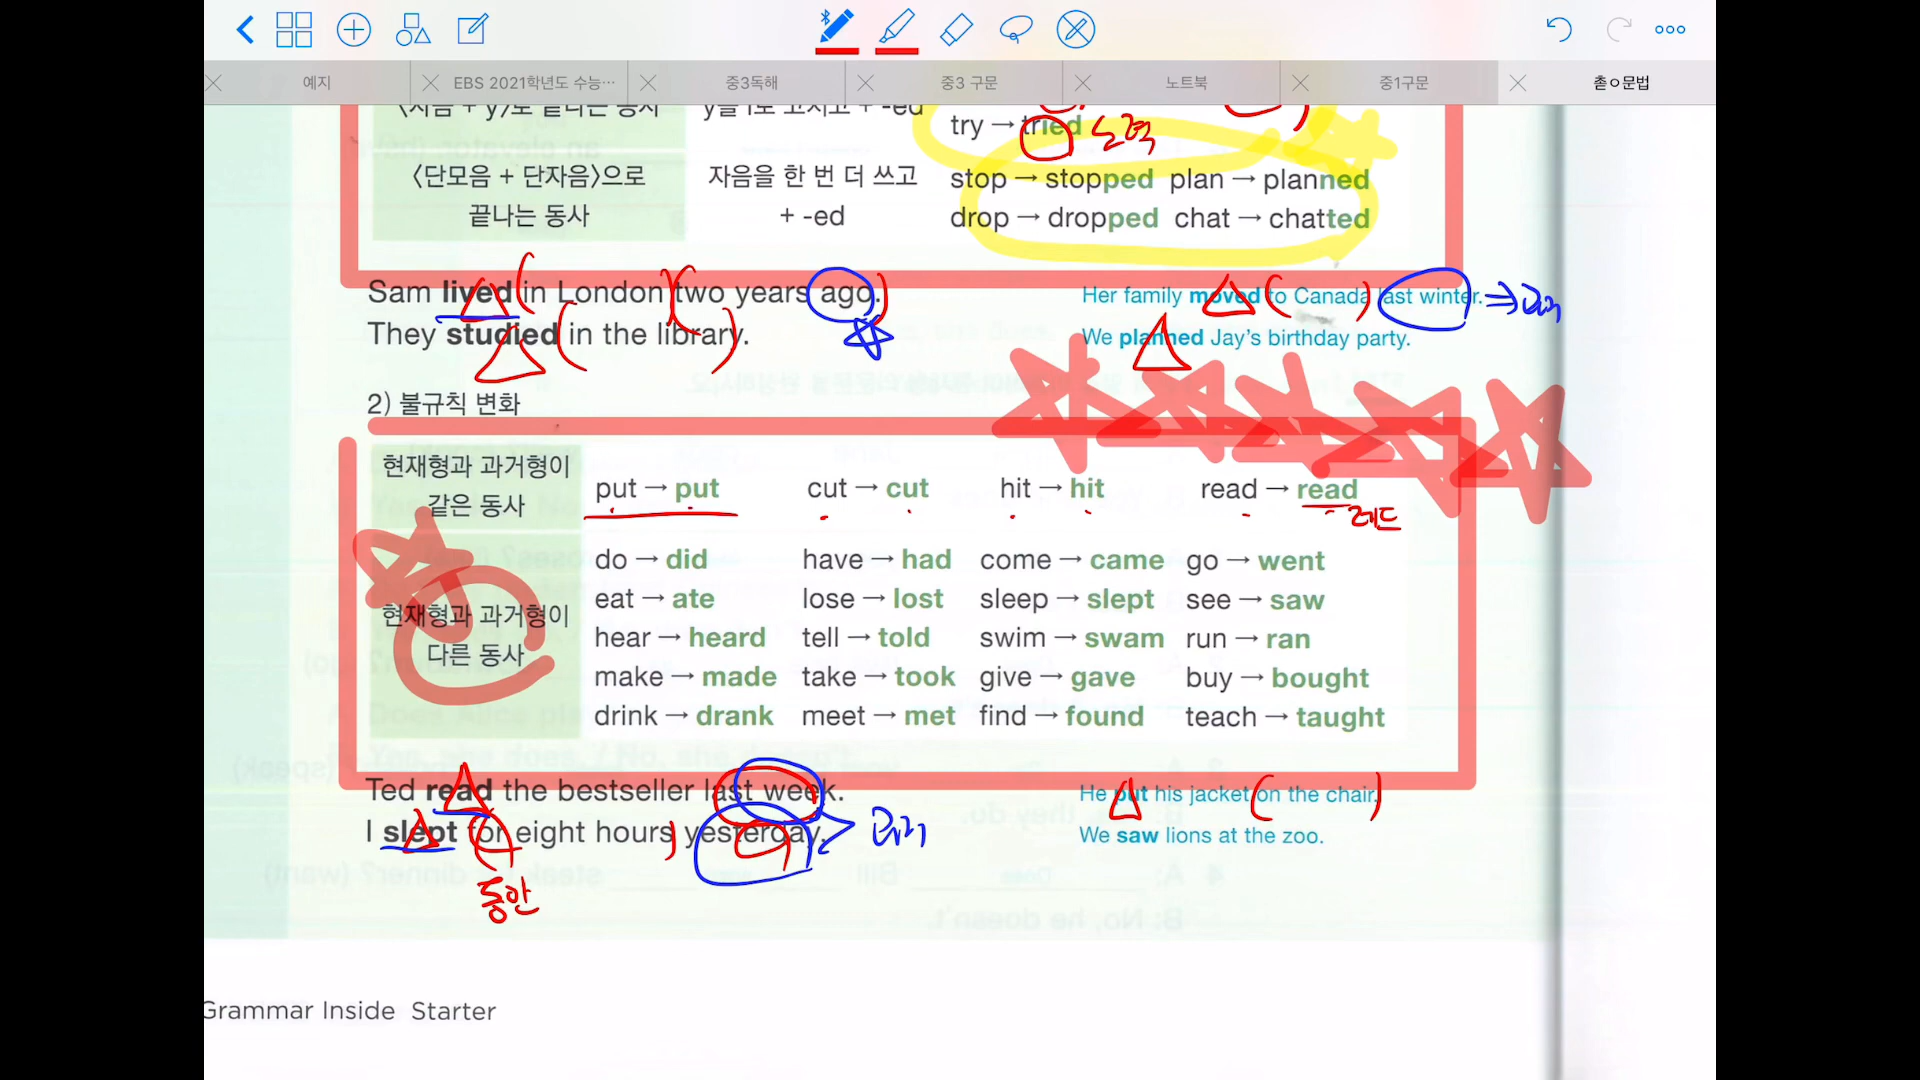 예지
EBS 2021학년도 수능…
중3독해
중3 구문
노트북
중1구문
촏ㅇ문법
〈자음 + y〉로 끝나는 동사 y를 i로 고치고 + -ed
try → tried 노력
〈단모음 + 단자음〉으로 끝나는 동사
자음을 한 번 더 쓰고 + -ed
stop → stopped plan → planned
drop → dropped chat → chatted
Sam lived in London two years ago.
They studied in the library.
Her family moved to Canada last winter.
We planned Jay's birthday party.
2) 불규칙 변화
현재형과 과거형이 같은 동사
put → put cut → cut hit → hit read → read
레드
현재형과 과거형이 다른 동사
do → did have → had come → came go → went
eat → ate lose → lost sleep → slept see → saw
hear → heard tell → told swim → swam run → ran
make → made take → took give → gave buy → bought
drink → drank meet → met find → found teach → taught
Ted read the bestseller last week.
I slept for eight hours yesterday.
동안
He put his jacket on the chair.
We saw lions at the zoo.
Grammar Inside Starter